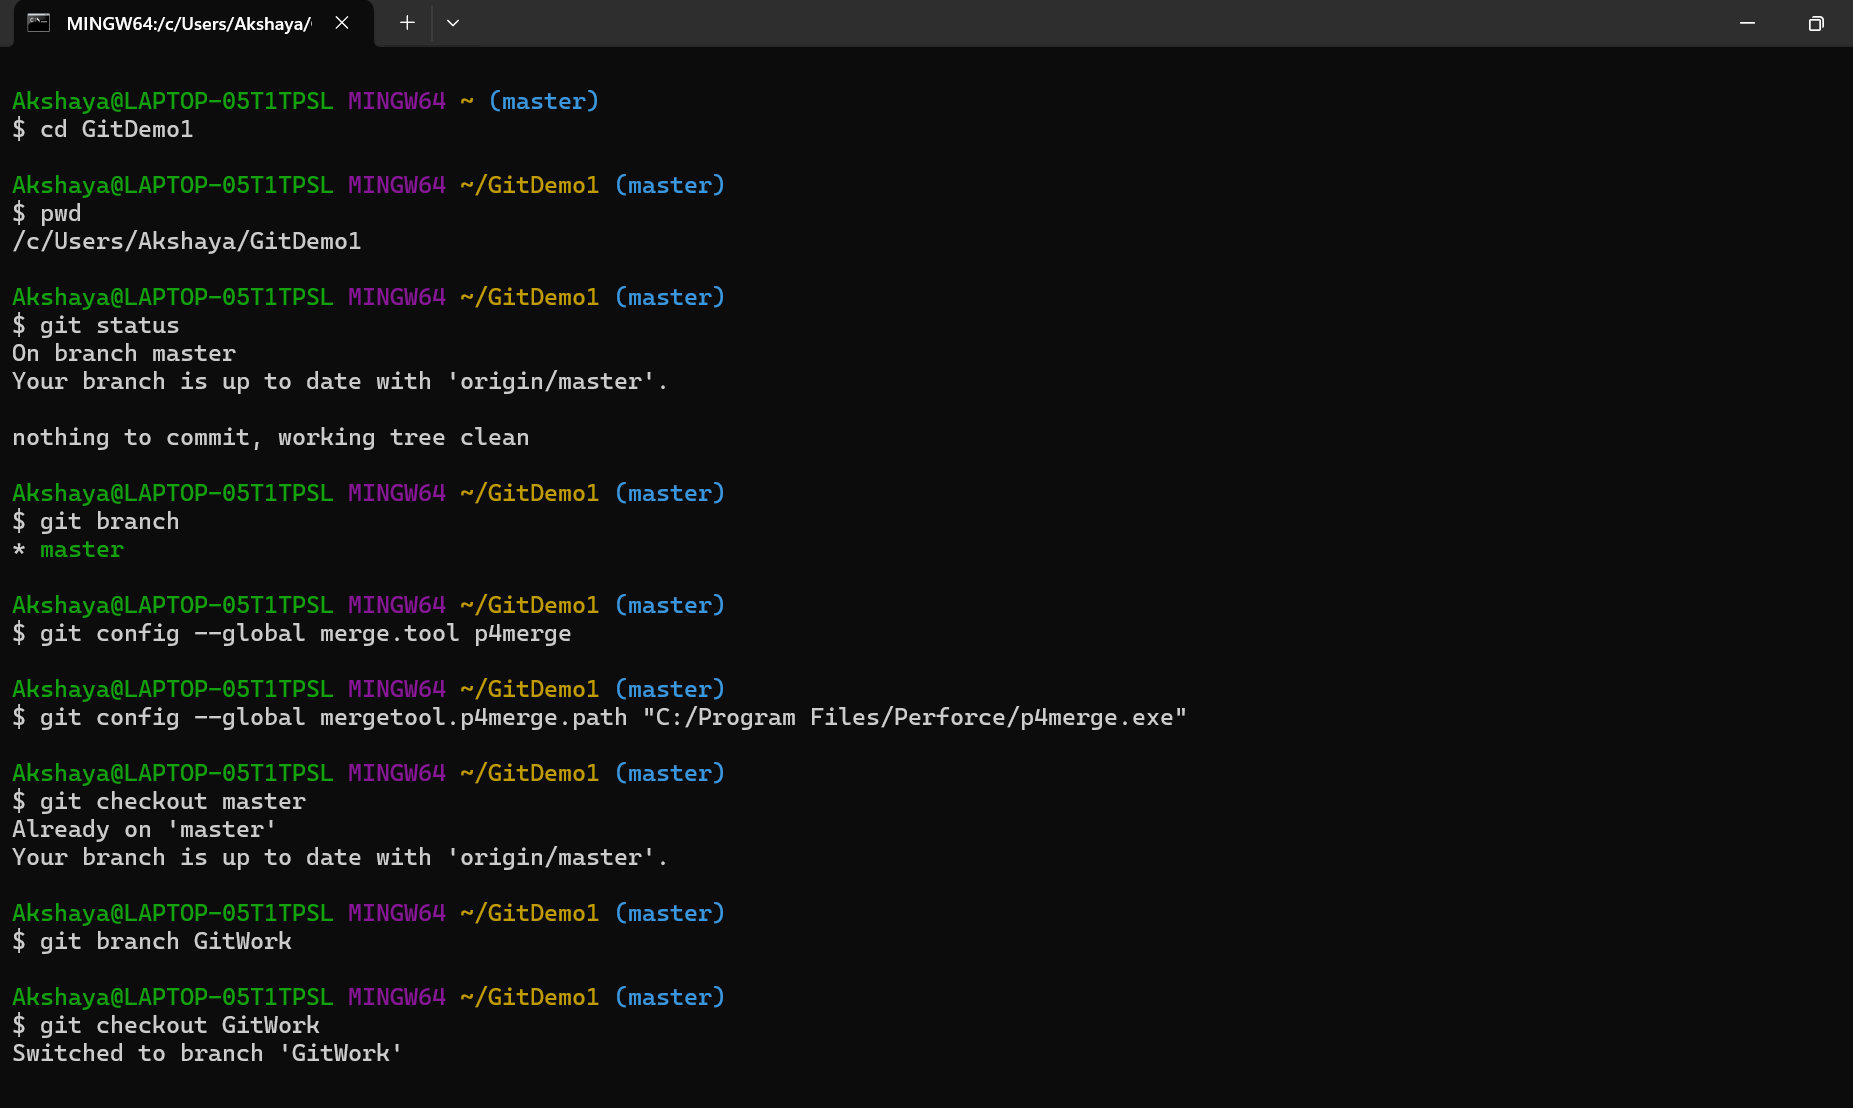 MINGW64:/c/Users/Akshaya/
Akshaya@LAPTOP-05T1TPSL MINGW64 ~ (master)
$ cd GitDemo1
Akshaya@LAPTOP-05T1TPSL MINGW64 ~/GitDemo1 (master)
$ pwd
/c/Users/Akshaya/GitDemo1
Akshaya@LAPTOP-05T1TPSL MINGW64 ~/GitDemo1 (master)
$ git status
On branch master
Your branch is up to date with 'origin/master'.
nothing to commit, working tree clean
Akshaya@LAPTOP-05T1TPSL MINGW64 ~/GitDemo1 (master)
$ git branch
* master
Akshaya@LAPTOP-05T1TPSL MINGW64 ~/GitDemo1 (master)
$ git config --global merge.tool p4merge
Akshaya@LAPTOP-05T1TPSL MINGW64 ~/GitDemo1 (master)
$ git config --global mergetool.p4merge.path "C:/Program Files/Perforce/p4merge.exe"
Akshaya@LAPTOP-05T1TPSL MINGW64 ~/GitDemo1 (master)
$ git checkout master
Already on 'master'
Your branch is up to date with 'origin/master'.
Akshaya@LAPTOP-05T1TPSL MINGW64 ~/GitDemo1 (master)
$ git branch GitWork
Akshaya@LAPTOP-05T1TPSL MINGW64 ~/GitDemo1 (master)
$ git checkout GitWork
Switched to branch 'GitWork'